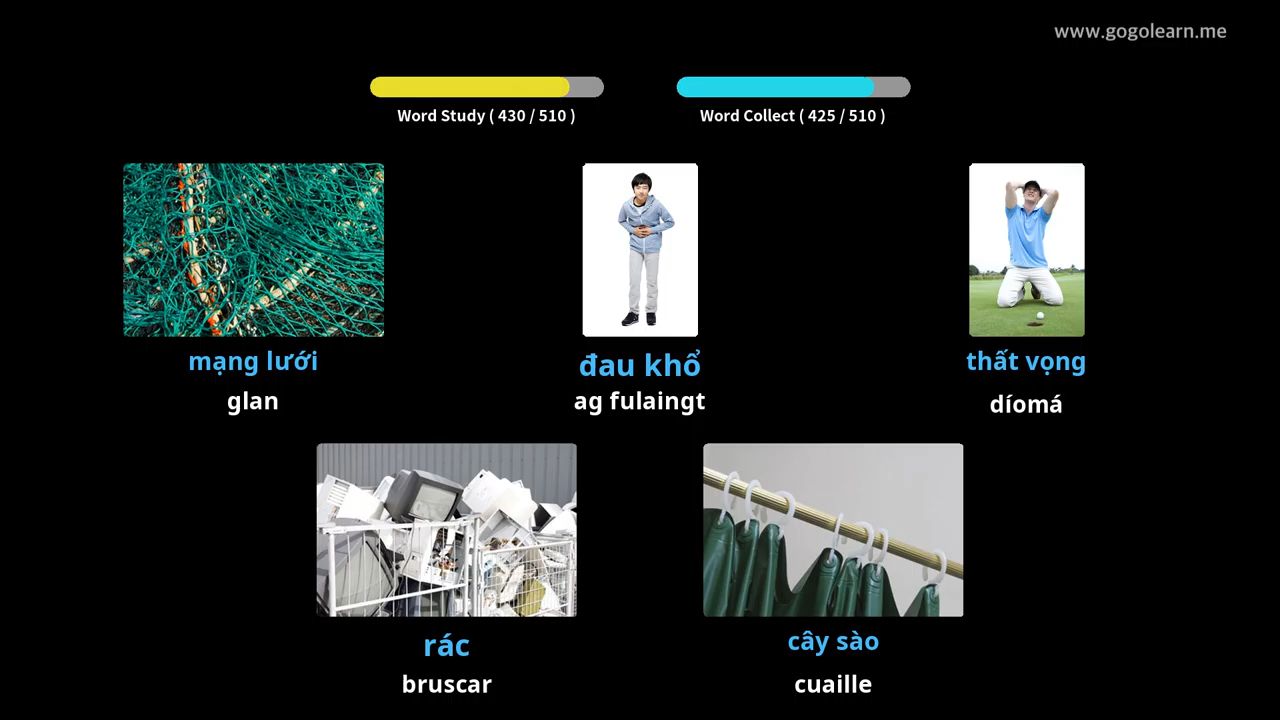 www.gogolearn.me
Word Study ( 430 / 510 )
Word Collect ( 425 / 510 )
mạng lưới
glan
đau khổ
ag fulaingt
thất vọng
díomá
rác
bruscar
cây sào
cuaille